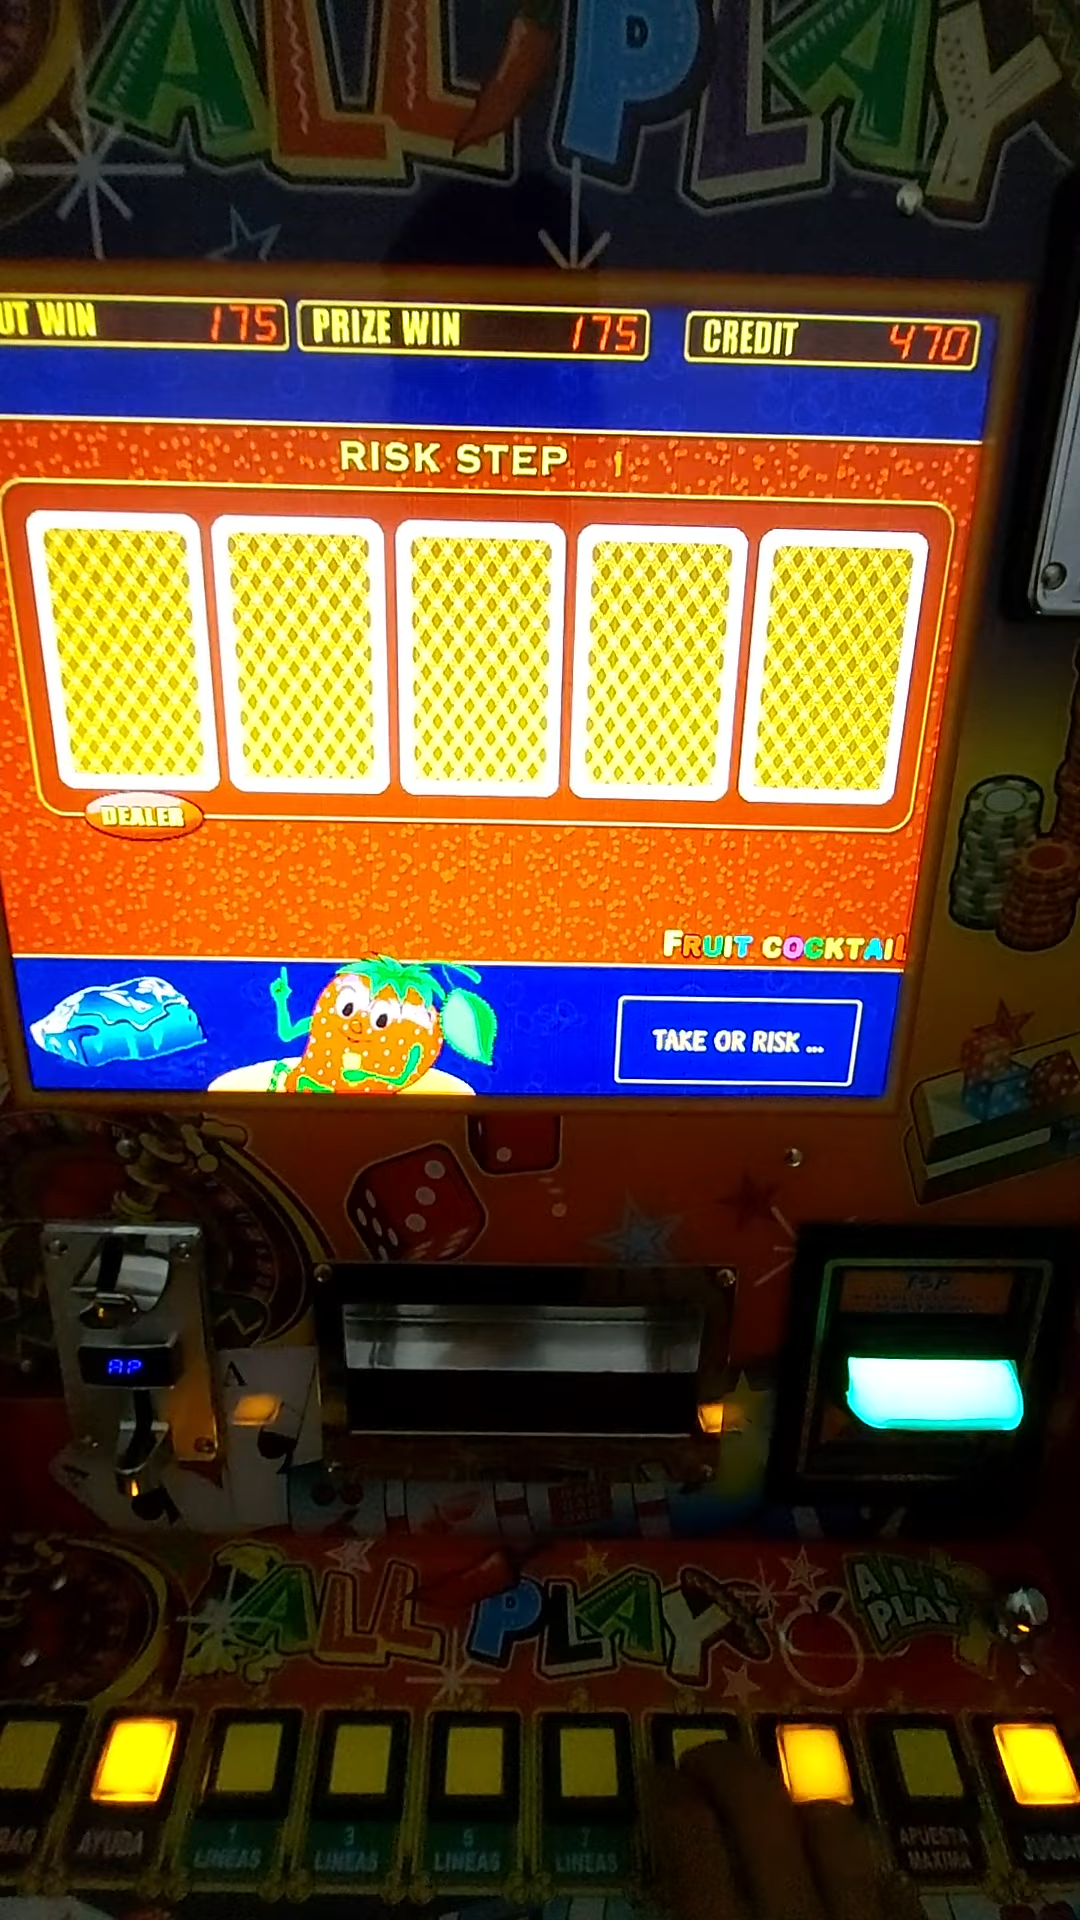 ALL PLAY
UT WIN 175 PRIZE WIN 175 CREDIT 470
RISK STEP 1
DEALER
FRUIT COCKTAIL
TAKE OR RISK ...
AP
A
ALL PLAY ALL PLAY
AYUDA
1 LINEAS
3 LINEAS
5 LINEAS
7 LINEAS
APUESTA MAXIMA
JUGA